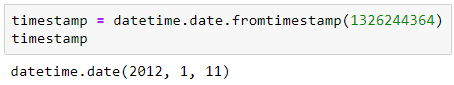 timestamp = datetime.date.fromtimestamp(1326244364)
timestamp
datetime.date(2012, 1, 11)